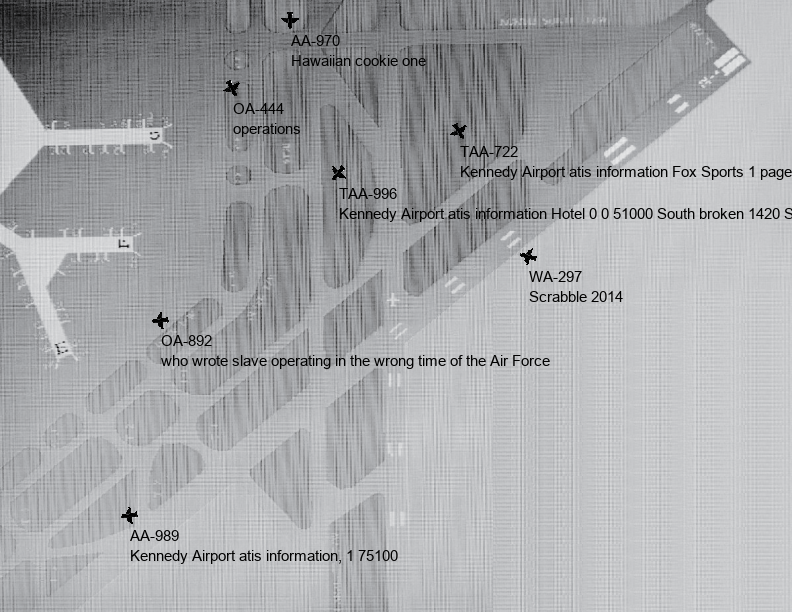 AA-970
Hawaiian cookie one
OA-444
operations
TAA-722
Kennedy Airport atis information Fox Sports 1 page
TAA-996
Kennedy Airport atis information Hotel 0 0 51000 South broken 1420 S
WA-297
Scrabble 2014
OA-892
who wrote slave operating in the wrong time of the Air Force
AA-989
Kennedy Airport atis information, 1 75100